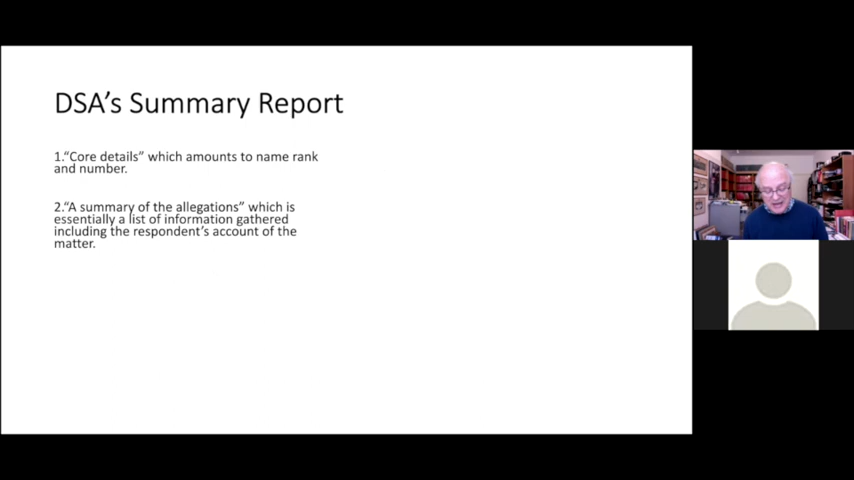 DSA’s Summary Report
1.“Core details” which amounts to name rank
and number.
2.“A summary of the allegations” which is
essentially a list of information gathered
including the respondent’s account of the
matter.